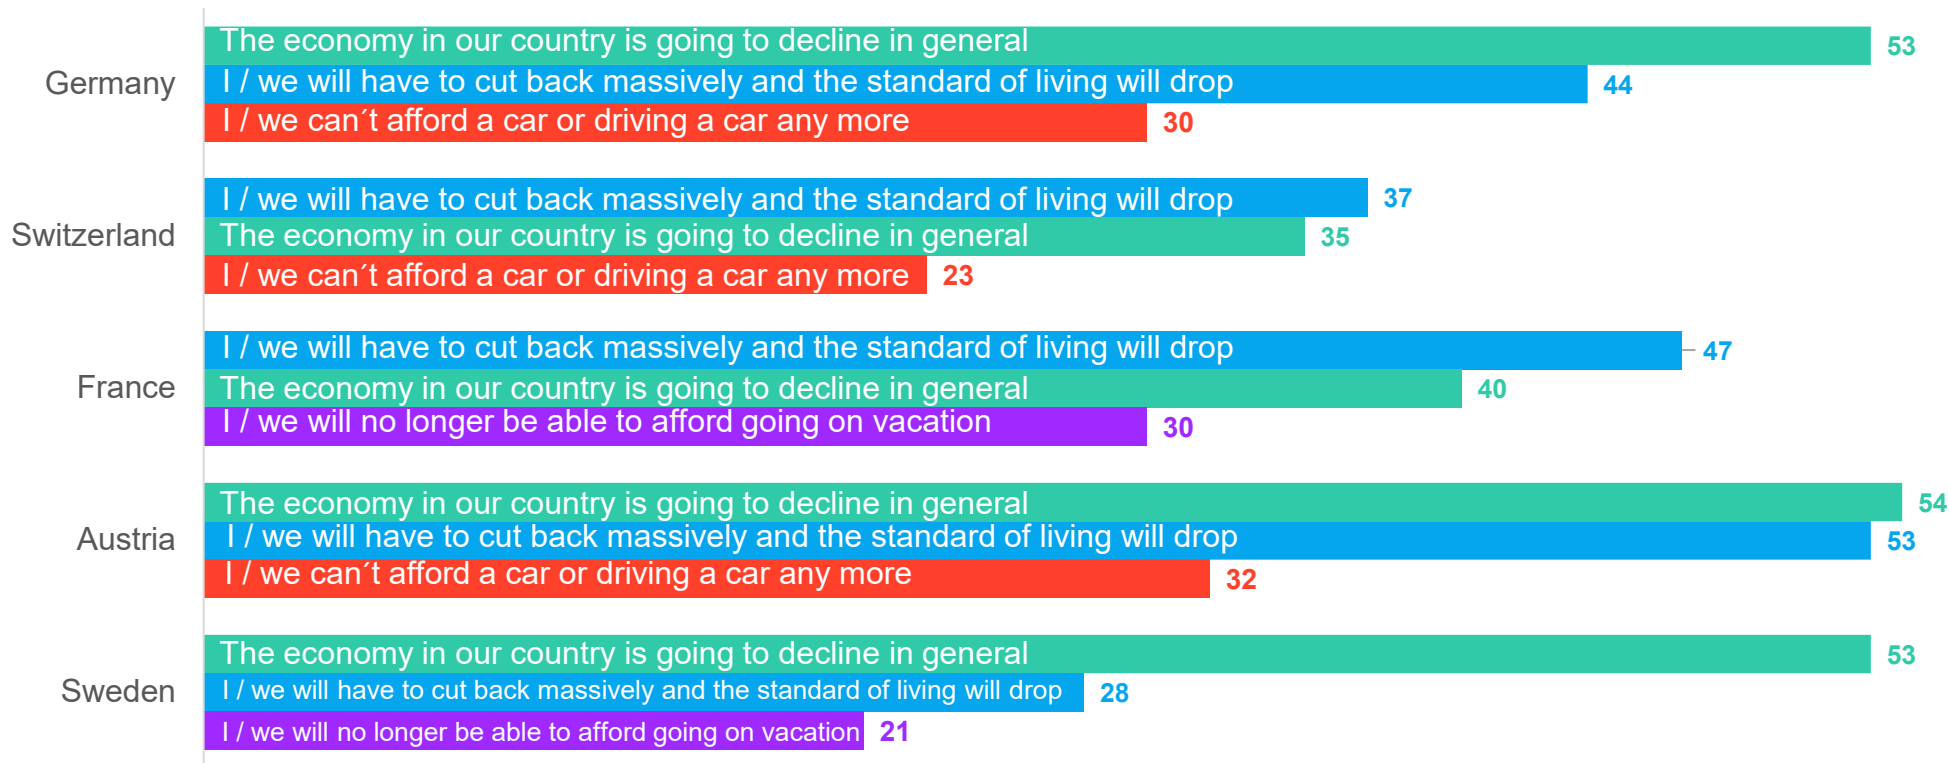 The economy in our country is going to decline in general 53
Germany
I / we will have to cut back massively and the standard of living will drop 44
I / we can´t afford a car or driving a car any more 30
I / we will have to cut back massively and the standard of living will drop 37
Switzerland
The economy in our country is going to decline in general 35
I / we can´t afford a car or driving a car any more 23
I / we will have to cut back massively and the standard of living will drop 47
France
The economy in our country is going to decline in general 40
I / we will no longer be able to afford going on vacation 30
The economy in our country is going to decline in general 54
Austria
I / we will have to cut back massively and the standard of living will drop 53
I / we can´t afford a car or driving a car any more 32
The economy in our country is going to decline in general 53
Sweden
I / we will have to cut back massively and the standard of living will drop 28
I / we will no longer be able to afford going on vacation 21